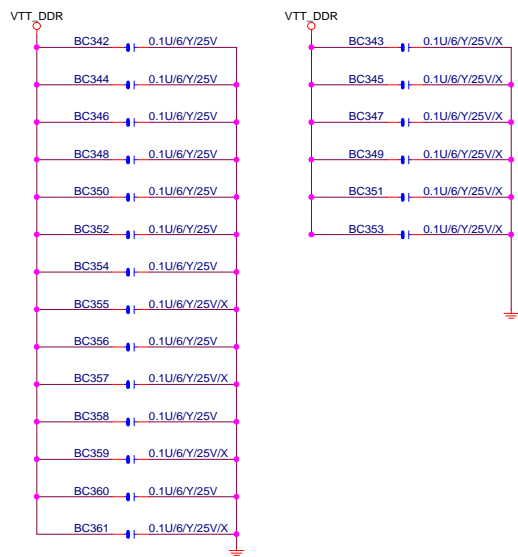 VTT_DDR
BC342 0.1U/6/Y/25V
BC344 0.1U/6/Y/25V
BC346 0.1U/6/Y/25V
BC348 0.1U/6/Y/25V
BC350 0.1U/6/Y/25V
BC352 0.1U/6/Y/25V
BC354 0.1U/6/Y/25V
BC355 0.1U/6/Y/25V/X
BC356 0.1U/6/Y/25V
BC357 0.1U/6/Y/25V/X
BC358 0.1U/6/Y/25V
BC359 0.1U/6/Y/25V/X
BC360 0.1U/6/Y/25V
BC361 0.1U/6/Y/25V/X
VTT_DDR
BC343 0.1U/6/Y/25V/X
BC345 0.1U/6/Y/25V/X
BC347 0.1U/6/Y/25V/X
BC349 0.1U/6/Y/25V/X
BC351 0.1U/6/Y/25V/X
BC353 0.1U/6/Y/25V/X